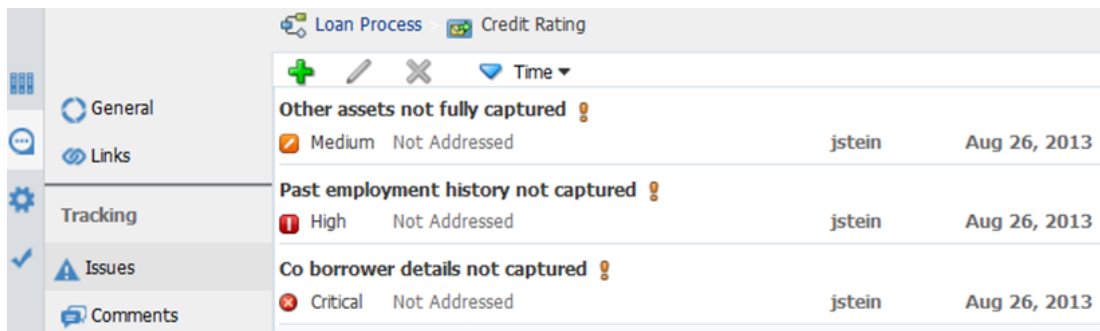 Loan Process Credit Rating
Time
General
Links
Tracking
Issues
Comments
Other assets not fully captured
Medium Not Addressed jstein Aug 26, 2013
Past employment history not captured
High Not Addressed jstein Aug 26, 2013
Co borrower details not captured
Critical Not Addressed jstein Aug 26, 2013